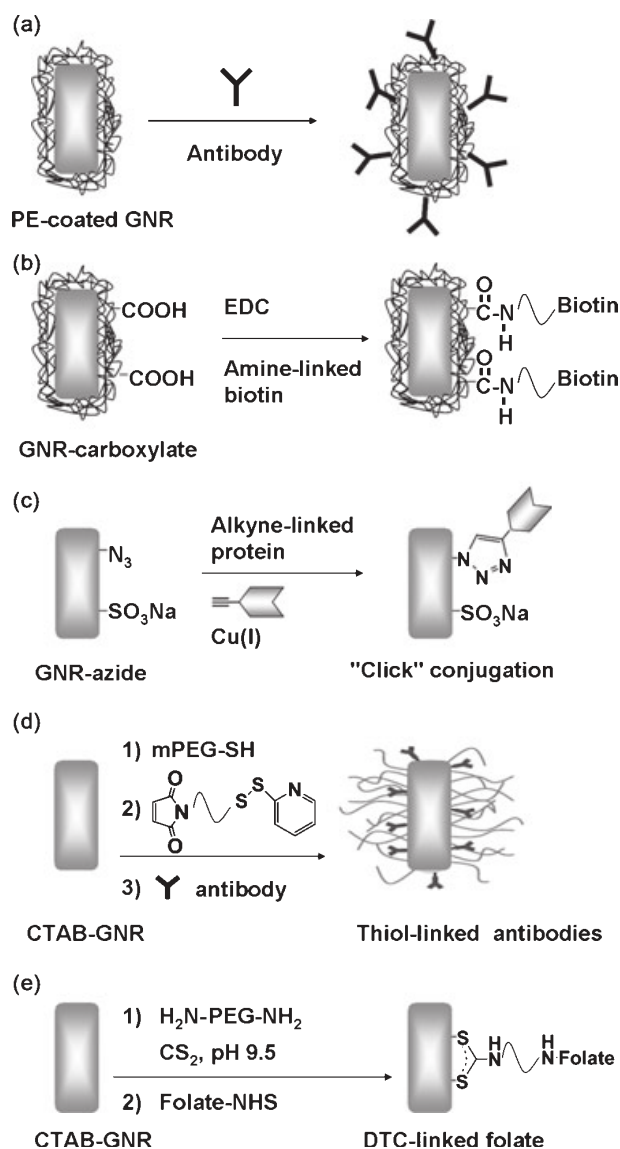 (a)
Antibody
PE-coated GNR
(b)
COOH
COOH
EDC
Amine-linked
biotin
O
C-N
H
Biotin
O
C-N
H
Biotin
GNR-carboxylate
(c)
N3
SO3Na
Alkyne-linked
protein
Cu(I)
N
N
N
SO3Na
GNR-azide
"Click" conjugation
(d)
1) mPEG-SH
2)
O
N
O
S
S
N
3)
antibody
CTAB-GNR
Thiol-linked antibodies
(e)
1) H2N-PEG-NH2
CS2, pH 9.5
2) Folate-NHS
S
S
H
N
H
N-Folate
CTAB-GNR
DTC-linked folate